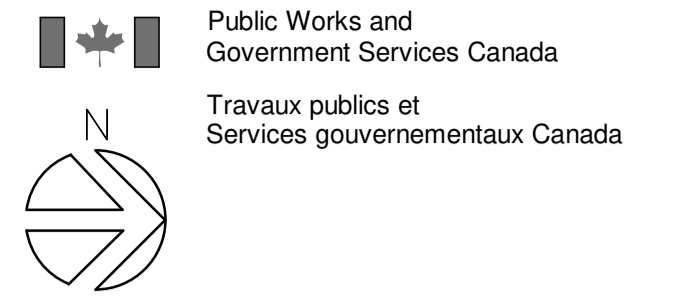 Public Works and
Government Services Canada
Travaux publics et
Services gouvernementaux Canada
N